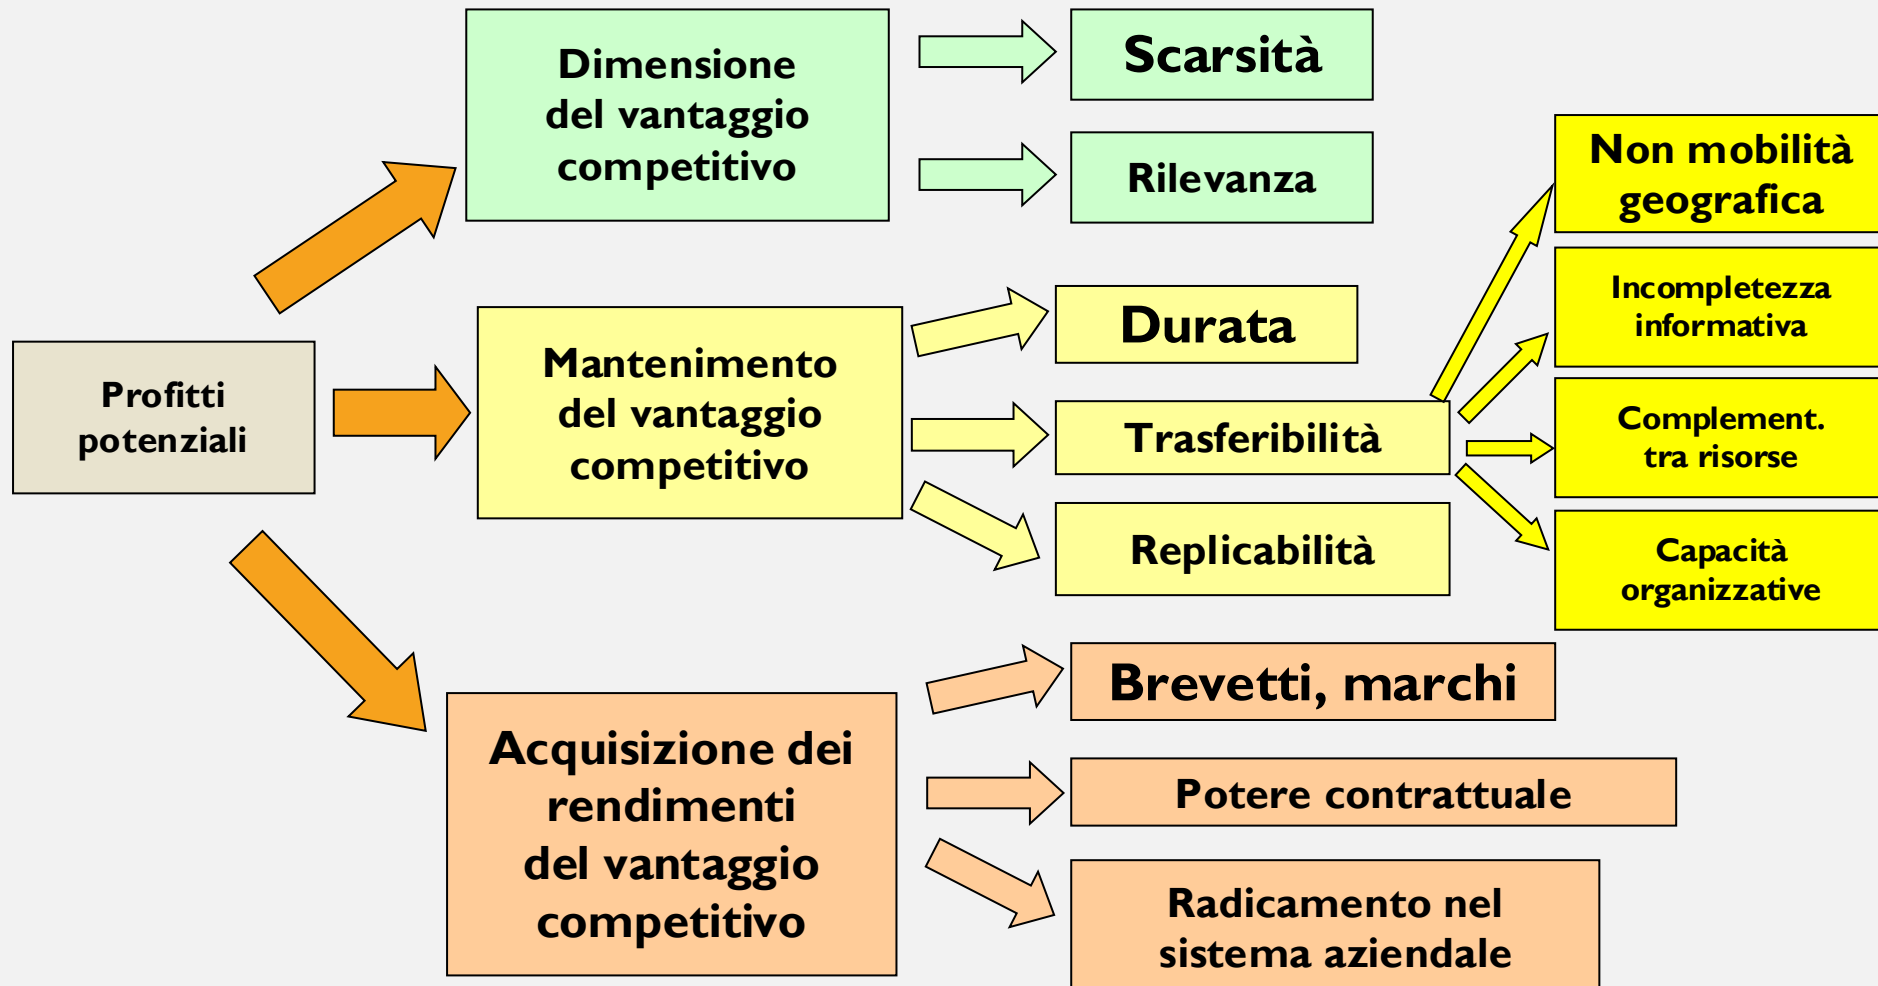 Profitti
potenziali
Dimensione
del vantaggio
competitivo
Scarsità
Rilevanza
Mantenimento
del vantaggio
competitivo
Durata
Trasferibilità
Replicabilità
Non mobilità
geografica
Incompletezza
informativa
Complement.
tra risorse
Capacità
organizzative
Acquisizione dei
rendimenti
del vantaggio
competitivo
Brevetti, marchi
Potere contrattuale
Radicamento nel
sistema aziendale